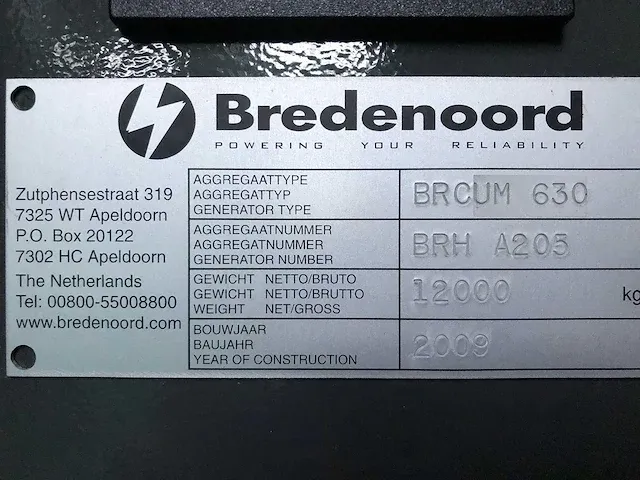 Bredenoord
POWERING YOUR RELIABILITY
Zutphensestraat 319
7325 WT Apeldoorn
P.O. Box 20122
7302 HC Apeldoorn
The Netherlands
Tel: 00800-55008800
www.bredenoord.com
AGGREGAATTYPE
AGGREGATTYP
GENERATOR TYPE
BRCUM 630
AGGREGAATNUMMER
AGGREGATNUMMER
GENERATOR NUMBER
BRH A205
GEWICHT NETTO/BRUTO
GEWICHT NETTO/BRUTTO
WEIGHT NET/GROSS
12000 kg
BOUWJAAR
BAUJAHR
YEAR OF CONSTRUCTION
2009